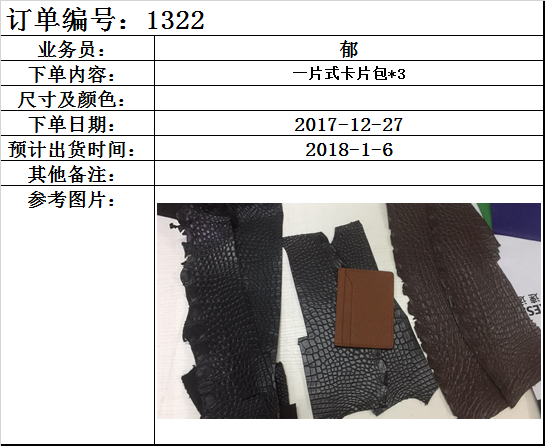 订单编号：1322
业务员： 郁
下单内容： 一片式卡片包*3
尺寸及颜色：
下单日期： 2017-12-27
预计出货时间： 2018-1-6
其他备注：
参考图片：
ES
速